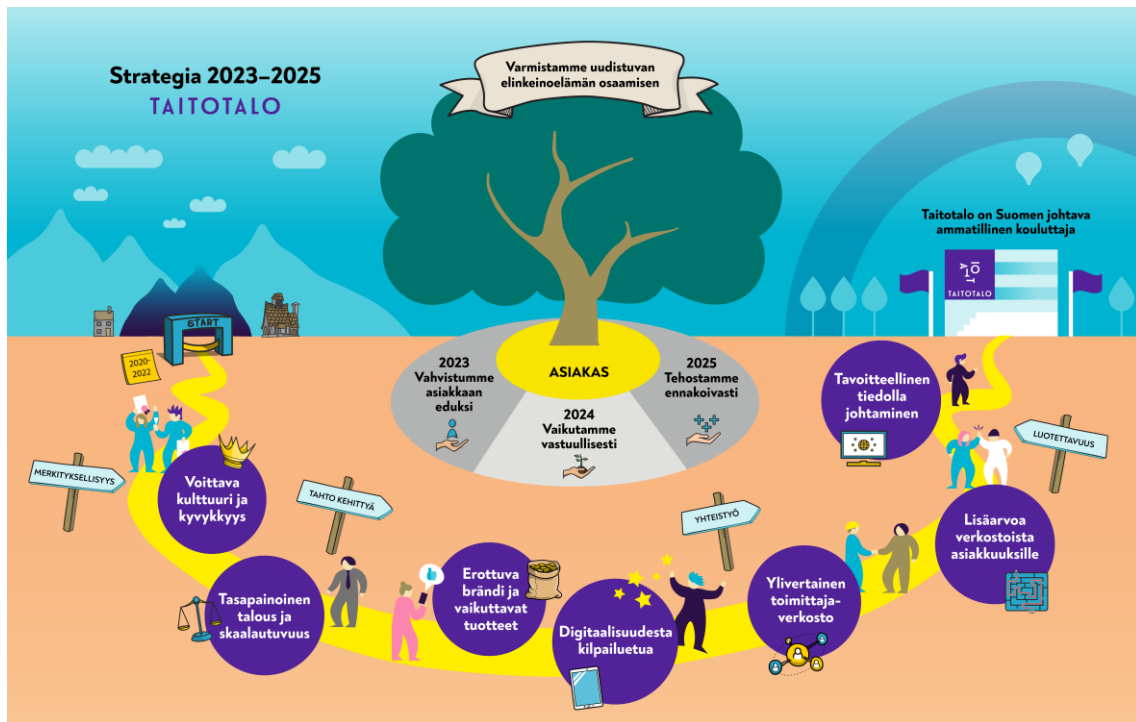 Strategia 2023–2025
TAITOTALO
Varmistamme uudistuvan
elinkeinoelämän osaamisen
Taitotalo on Suomen johtava
ammatillinen kouluttaja
TAITO
TAITOTALO
START
2020-
2022
ASIAKAS
2023
Vahvistumme
asiakkaan
eduksi
2024
Vaikutamme
vastuullisesti
2025
Tehostamme
ennakoivasti
MERKITYKSELLISYYS
Voittava
kulttuuri ja
kyvykkyys
TAHTO KEHITTYÄ
Tasapainoinen
talous ja
skaalautuvuus
Erottuva
brändi ja
vaikuttavat
tuotteet
Digitaalisuudesta
kilpailuetua
YHTEISTYÖ
Ylivertainen
toimittaja-
verkosto
Lisäarvoa
verkostoista
asiakkuuksille
LUOTETTAVUUS
Tavoitteellinen
tiedolla
johtaminen